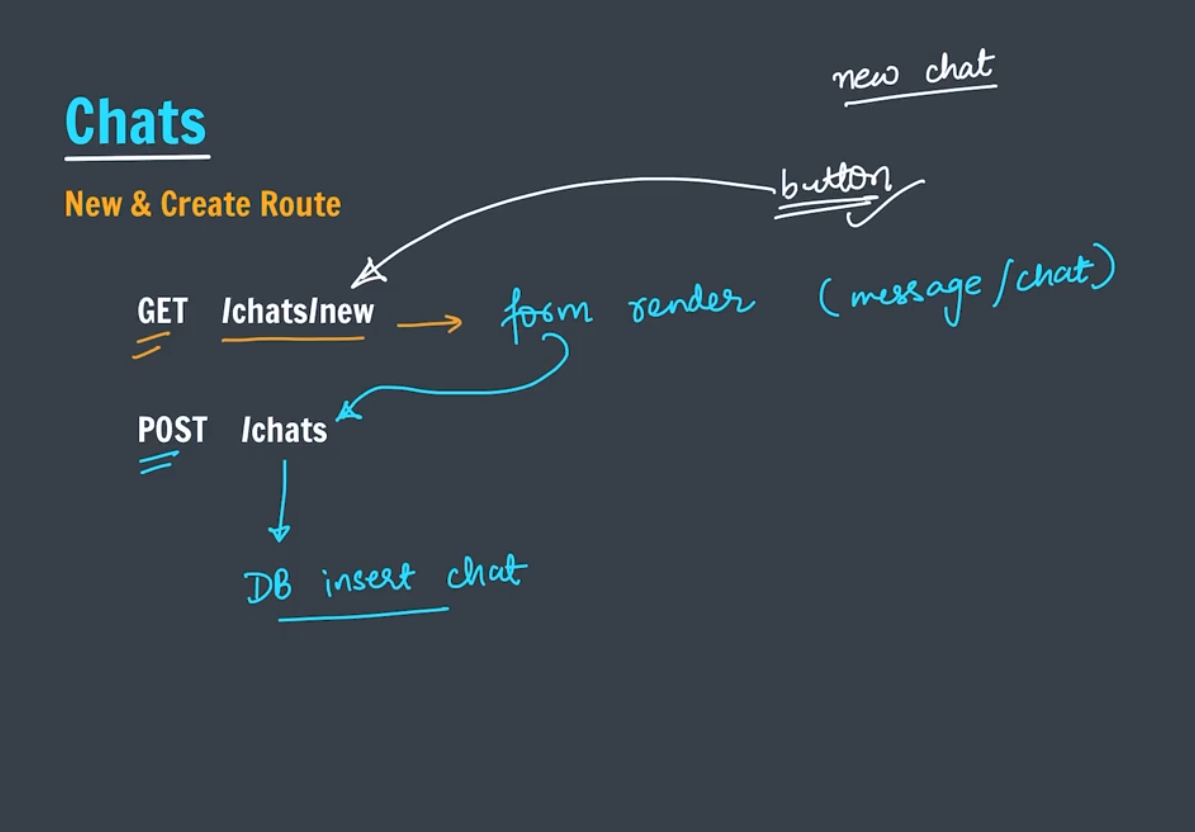 new chat
Chats
button
New & Create Route
GET /chats/new → form render (message/chat)
POST /chats
DB insert chat